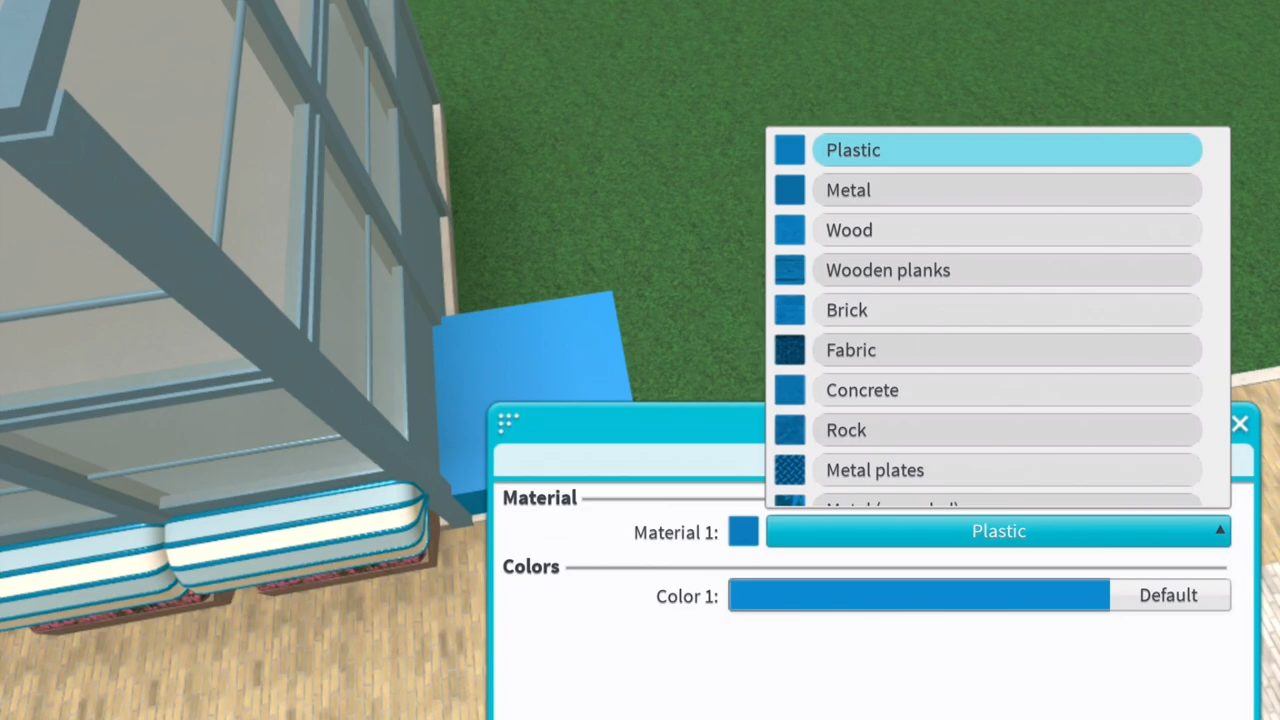 Plastic
Metal
Wood
Wooden planks
Brick
Fabric
Concrete
Rock
Metal plates
Material
Material 1:
Plastic
Colors
Color 1:
Default